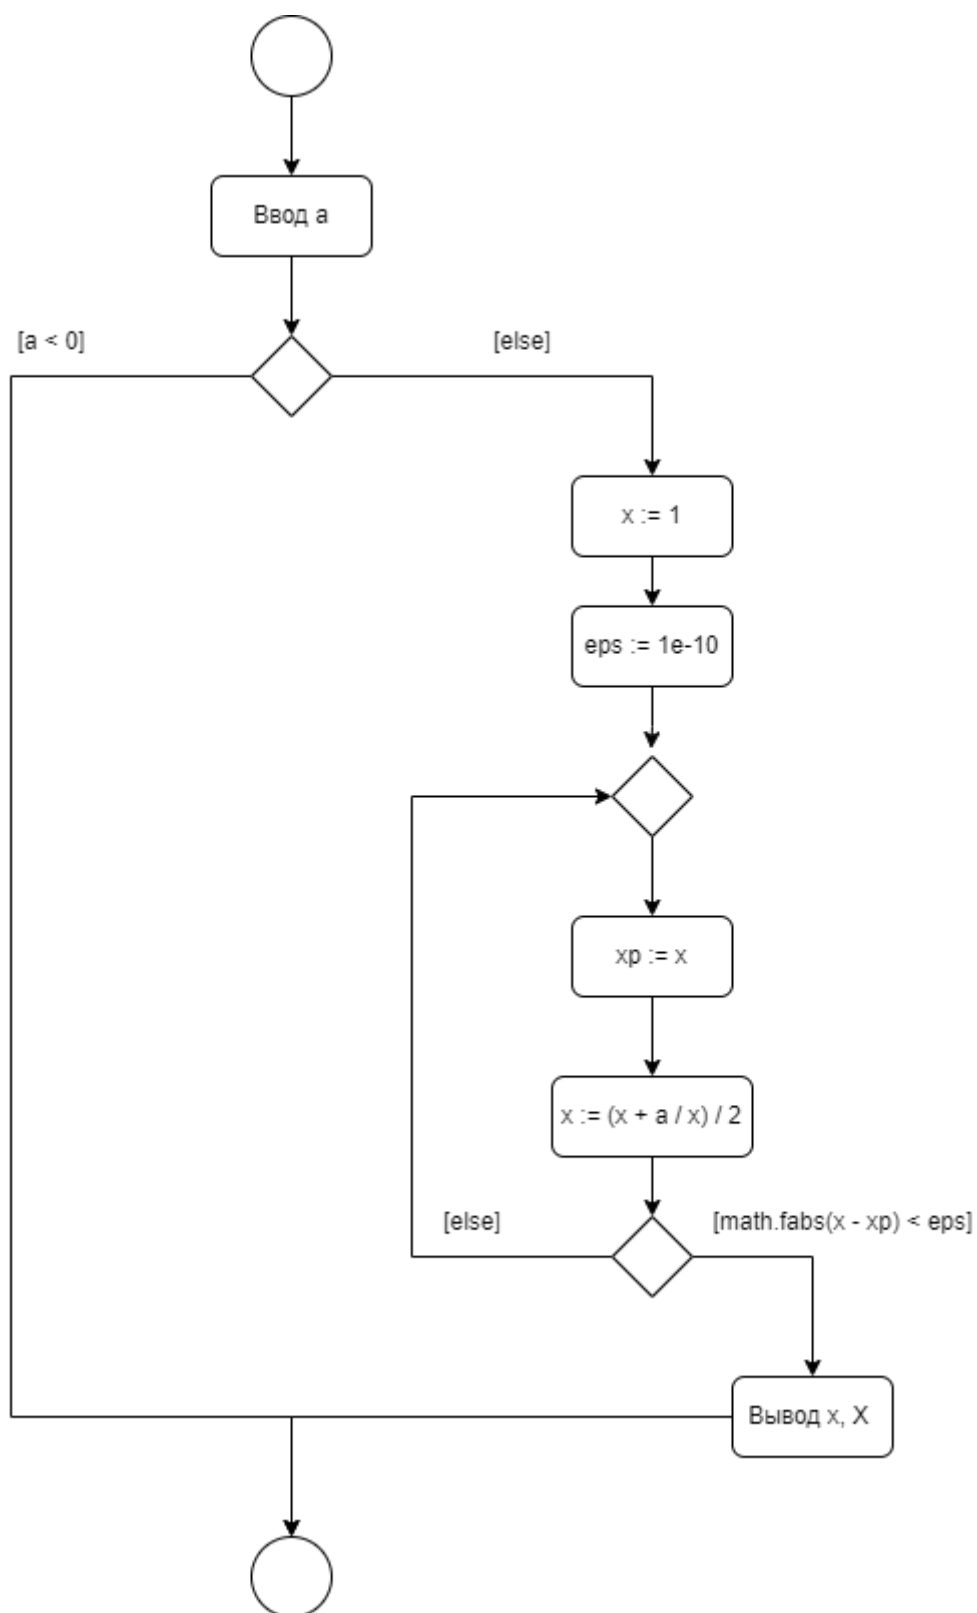 Ввод a
[a < 0]
[else]
x := 1
eps := 1e-10
xp := x
x := (x + a / x) / 2
[else]
[math.fabs(x - xp) < eps]
Вывод x, X